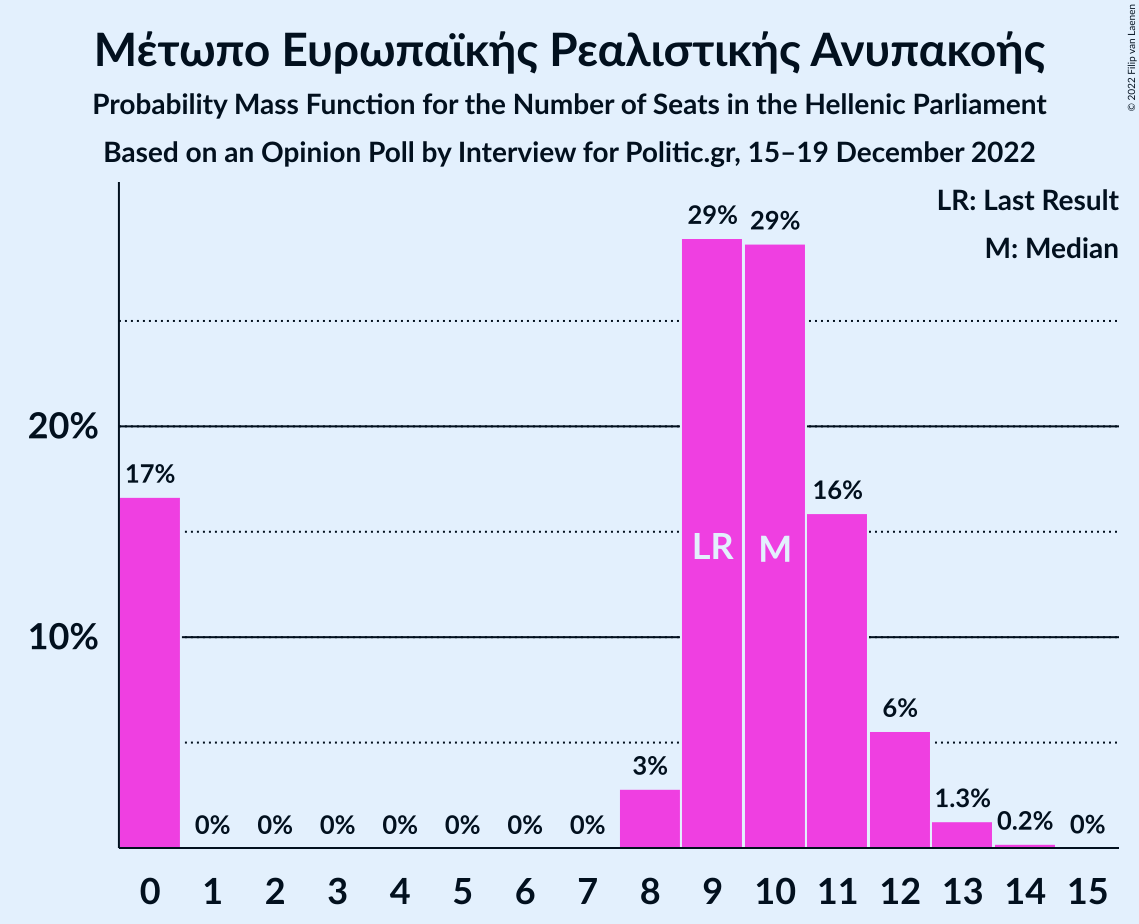 Μέτωπο Ευρωπαϊκής Ρεαλιστικής Ανυπακοής
Probability Mass Function for the Number of Seats in the Hellenic Parliament
Based on an Opinion Poll by Interview for Politic.gr, 15–19 December 2022
© 2022 Filip van Laenen
LR: Last Result
M: Median
29% 29%
20%
17%
16%
LR M
10%
6%
3%
1.3%
0% 0% 0% 0% 0% 0% 0% 0.2% 0%
0 1 2 3 4 5 6 7 8 9 10 11 12 13 14 15